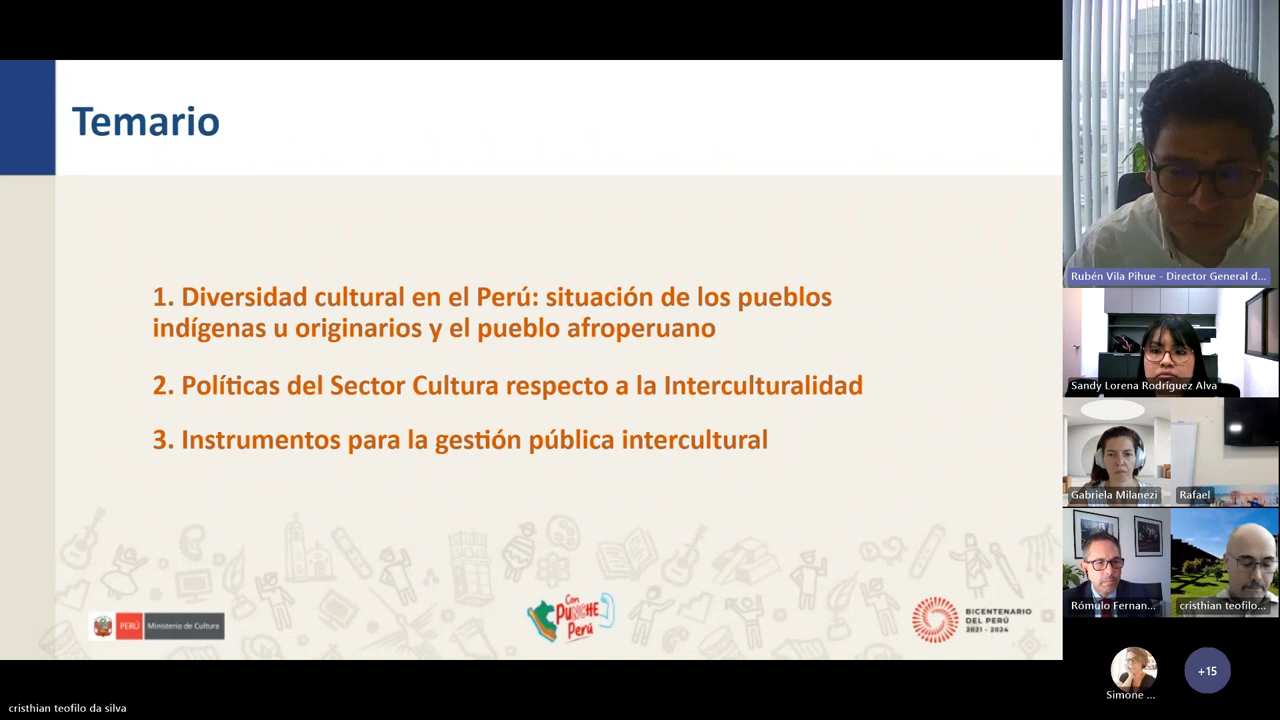 Temario
1. Diversidad cultural en el Perú: situación de los pueblos
indígenas u originarios y el pueblo afroperuano
2. Políticas del Sector Cultura respecto a la Interculturalidad
3. Instrumentos para la gestión pública intercultural
PERÚ Ministerio de Cultura
Con
PUNCHE
Perú
BICENTENARIO
DEL PERÚ
2021 - 2024
Rubén Vila Pihue - Director General d...
Sandy Lorena Rodríguez Alva
Gabriela Milanezi
Rafael
Rómulo Fernan...
cristhian teofilo...
Simone ...
+15
cristhian teofilo da silva